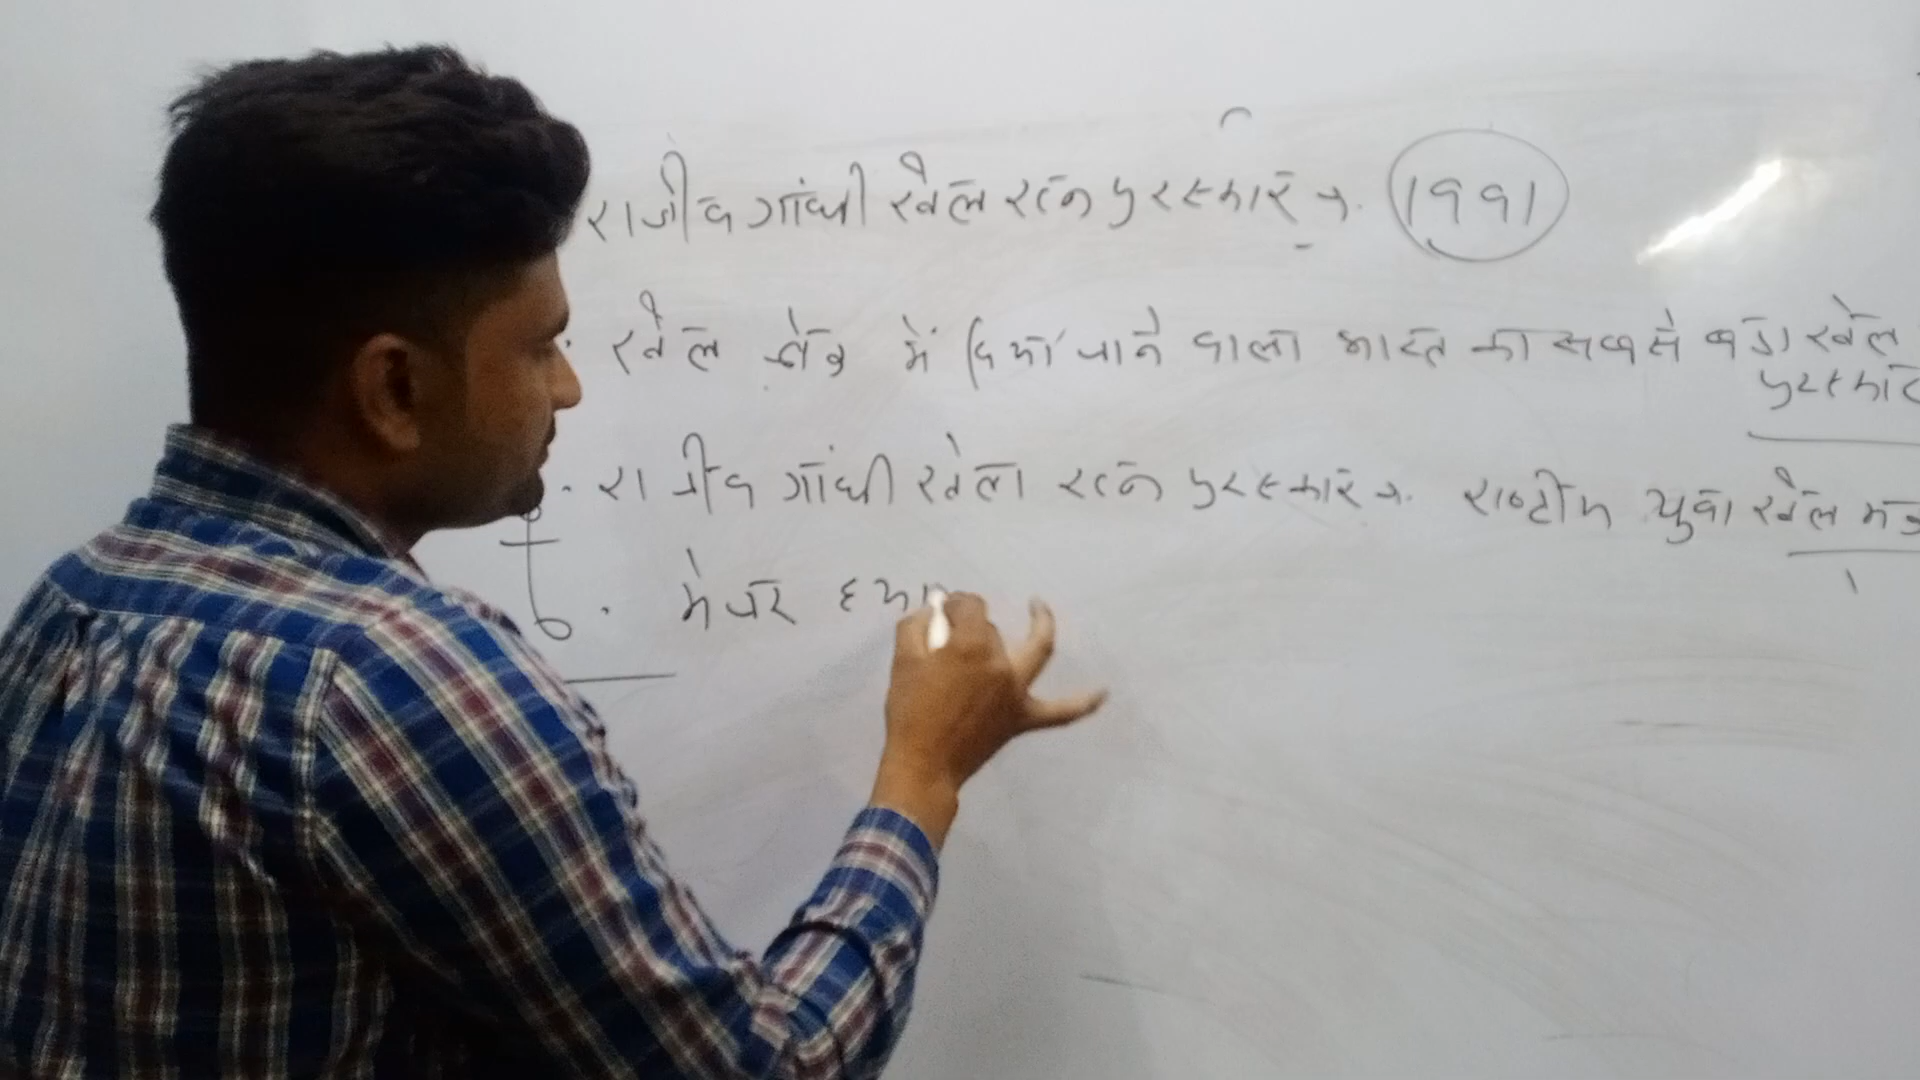 राजीव गांधी खेल रत्न पुरस्कार → 1991
खेल क्षेत्र में दिया जाने वाला भारत का सबसे बड़ा खेल
पुरस्कार
राजीव गांधी खेल रत्न पुरस्कार → राष्ट्रीय युवा खेल
मेजर